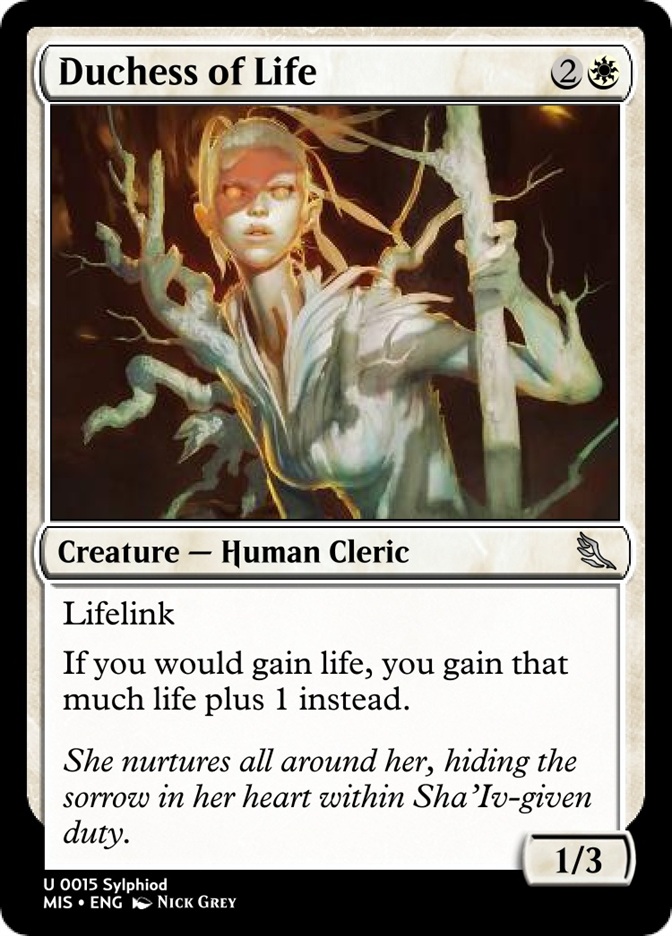 Duchess of Life 2
Creature — Human Cleric
Lifelink
If you would gain life, you gain that
much life plus 1 instead.
She nurtures all around her, hiding the
sorrow in her heart within Sha'Iv-given
duty.
1/3
U 0015 Sylphiod
MIS • ENG Nick Grey